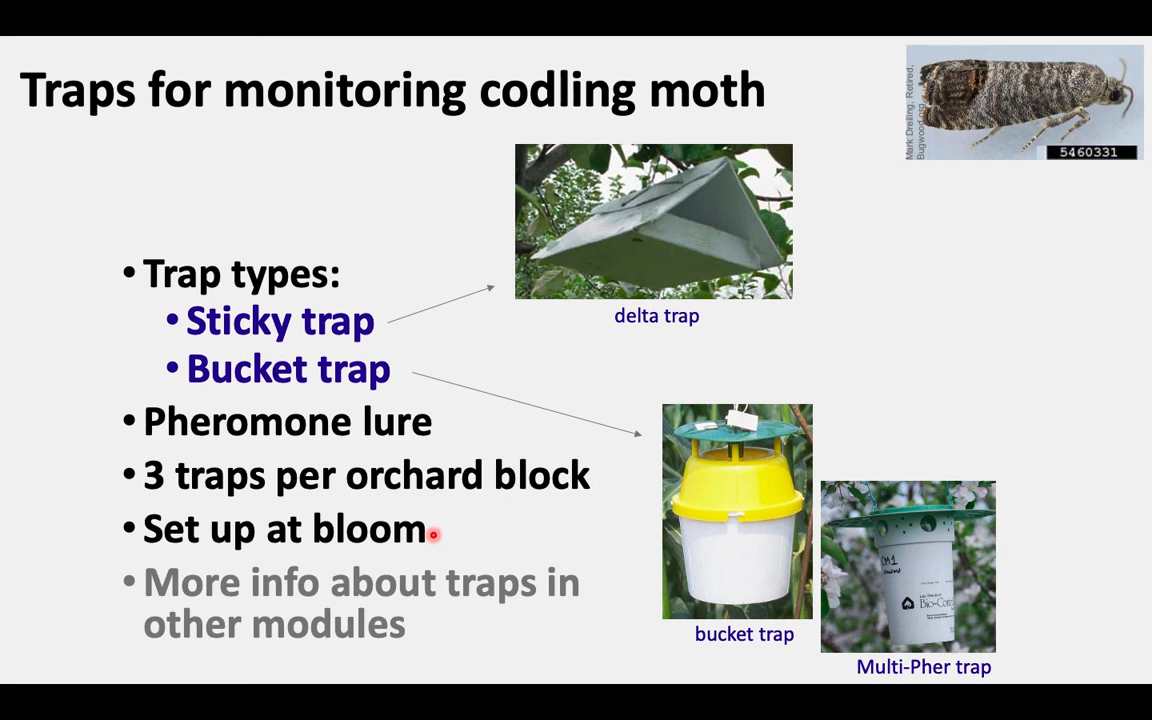 Traps for monitoring codling moth
Mark Dreiling, Retired,
Bugwood.org
5460331
• Trap types:
• Sticky trap
• Bucket trap
• Pheromone lure
• 3 traps per orchard block
• Set up at bloom
• More info about traps in
other modules
delta trap
bucket trap
CM1
Multi-Pher trap